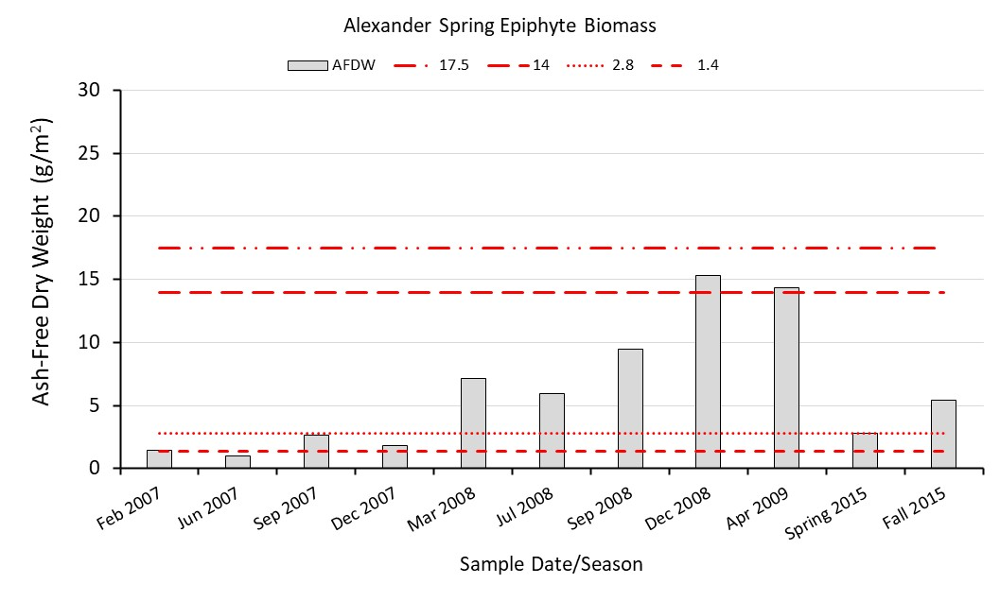 Alexander Spring Epiphyte Biomass
AFDW 17.5 14 2.8 1.4
Ash-Free Dry Weight (g/m²)
30
25
20
15
10
5
0
Feb 2007 Jun 2007 Sep 2007 Dec 2007 Mar 2008 Jul 2008 Sep 2008 Dec 2008 Apr 2009 Spring 2015 Fall 2015
Sample Date/Season